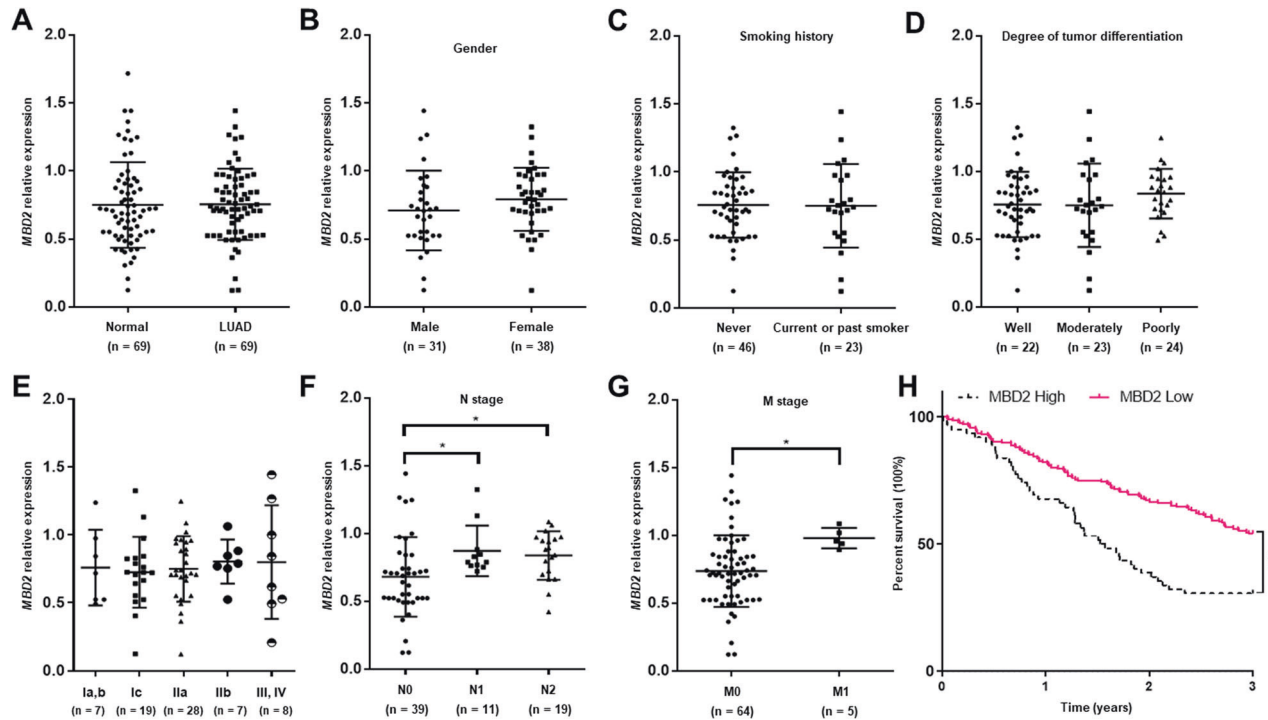 A
MBD2 relative expression
2.0
1.5
1.0
0.5
0.0
Normal
(n = 69)
LUAD
(n = 69)
B
Gender
MBD2 relative expression
2.0
1.5
1.0
0.5
0.0
Male
(n = 31)
Female
(n = 38)
C
Smoking history
MBD2 relative expression
2.0
1.5
1.0
0.5
0.0
Never
(n = 46)
Current or past smoker
(n = 23)
D
Degree of tumor differentiation
MBD2 relative expression
2.0
1.5
1.0
0.5
0.0
Well
(n = 22)
Moderately
(n = 23)
Poorly
(n = 24)
E
MBD2 relative expression
2.0
1.5
1.0
0.5
0.0
Ia,b
(n = 7)
Ic
(n = 19)
IIa
(n = 28)
IIb
(n = 7)
III, IV
(n = 8)
F
N stage
MBD2 relative expression
2.0
1.5
1.0
0.5
0.0
*
*
N0
(n = 39)
N1
(n = 11)
N2
(n = 19)
G
M stage
MBD2 relative expression
2.0
1.5
1.0
0.5
0.0
*
M0
(n = 64)
M1
(n = 5)
H
MBD2 High
MBD2 Low
Percent survival (100%)
100
50
0
0
1
2
3
Time (years)